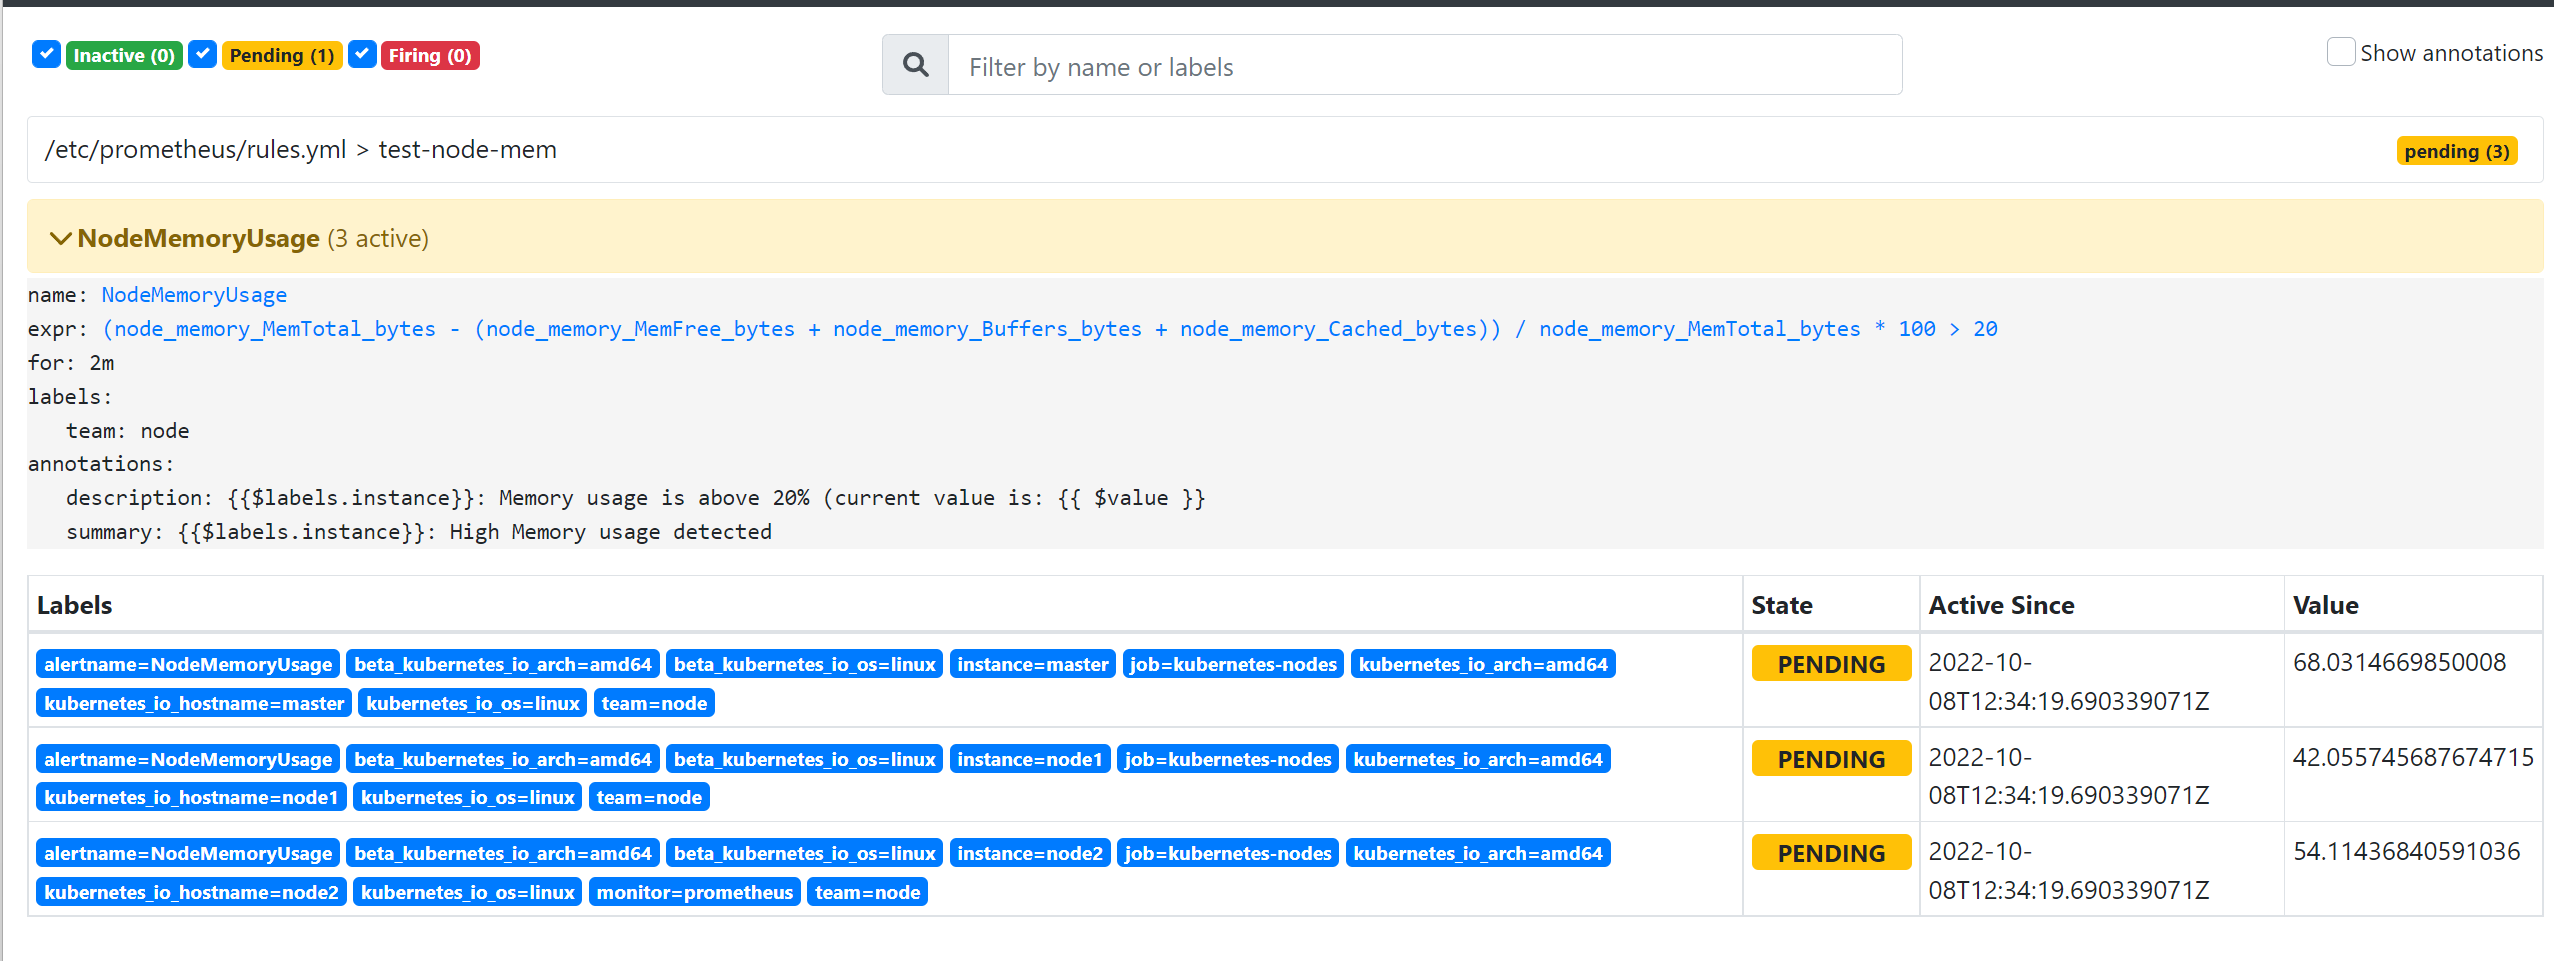 Inactive (0) Pending (1) Firing (0)
Filter by name or labels
Show annotations
/etc/prometheus/rules.yml > test-node-mem
pending (3)
NodeMemoryUsage (3 active)
name: NodeMemoryUsage
expr: (node_memory_MemTotal_bytes - (node_memory_MemFree_bytes + node_memory_Buffers_bytes + node_memory_Cached_bytes)) / node_memory_MemTotal_bytes * 100 > 20
for: 2m
labels:
team: node
annotations:
description: {{$labels.instance}}: Memory usage is above 20% (current value is: {{ $value }}
summary: {{$labels.instance}}: High Memory usage detected
Labels State Active Since Value
alertname=NodeMemoryUsage beta_kubernetes_io_arch=amd64 beta_kubernetes_io_os=linux instance=master job=kubernetes-nodes kubernetes_io_arch=amd64
kubernetes_io_hostname=master kubernetes_io_os=linux team=node
PENDING
2022-10-
08T12:34:19.690339071Z
68.0314669850008
alertname=NodeMemoryUsage beta_kubernetes_io_arch=amd64 beta_kubernetes_io_os=linux instance=node1 job=kubernetes-nodes kubernetes_io_arch=amd64
kubernetes_io_hostname=node1 kubernetes_io_os=linux team=node
PENDING
2022-10-
08T12:34:19.690339071Z
42.055745687674715
alertname=NodeMemoryUsage beta_kubernetes_io_arch=amd64 beta_kubernetes_io_os=linux instance=node2 job=kubernetes-nodes kubernetes_io_arch=amd64
kubernetes_io_hostname=node2 kubernetes_io_os=linux monitor=prometheus team=node
PENDING
2022-10-
08T12:34:19.690339071Z
54.11436840591036